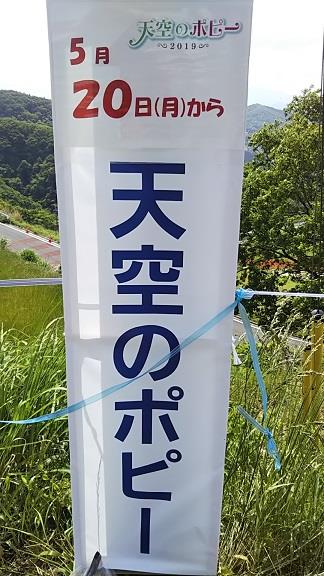 天空のポピー
2019
5月
20日(月)から
天空のポピー